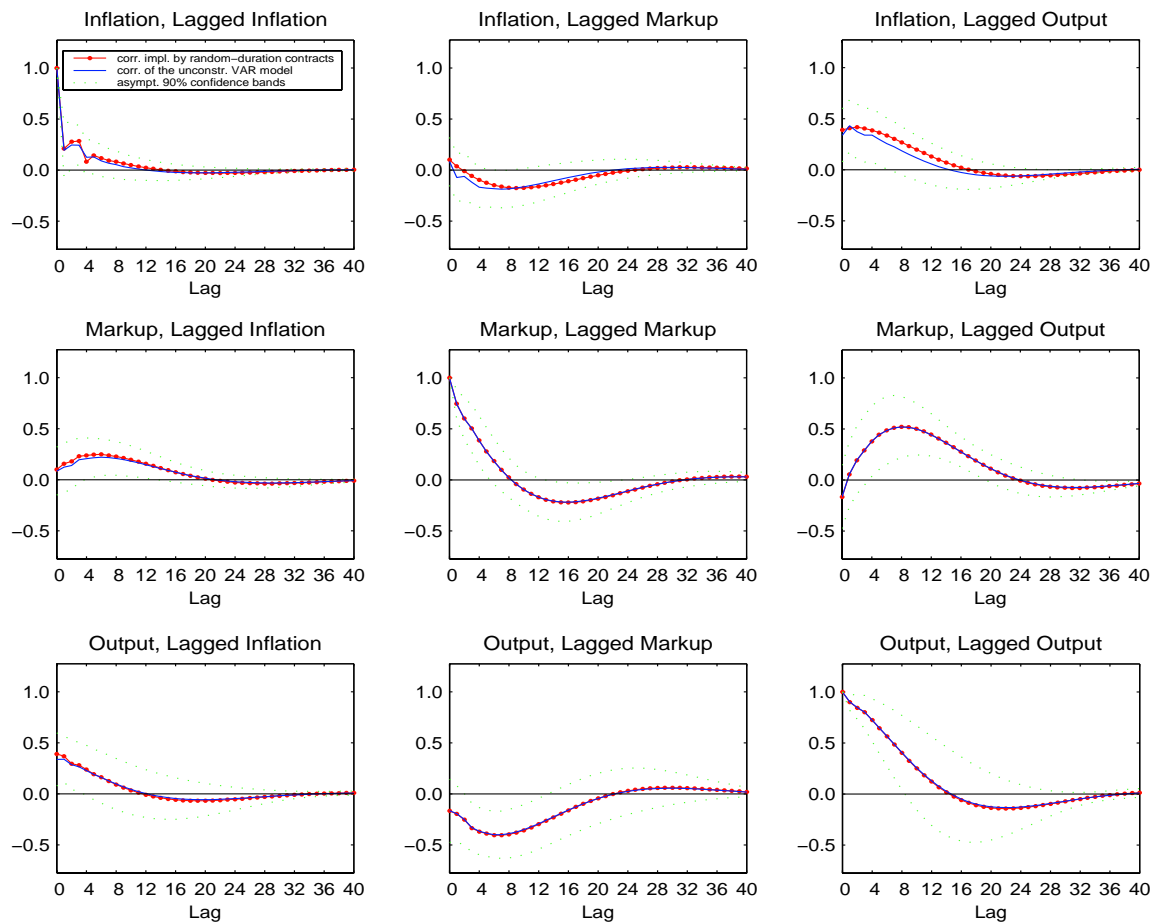 Inflation, Lagged Inflation
Inflation, Lagged Markup
Inflation, Lagged Output
corr. impl. by random−duration contracts
corr. of the unconstr. VAR model
asympt. 90% confidence bands
1.0
0.5
0.0
−0.5
0 4 8 12 16 20 24 28 32 36 40
Lag
1.0
0.5
0.0
−0.5
0 4 8 12 16 20 24 28 32 36 40
Lag
1.0
0.5
0.0
−0.5
0 4 8 12 16 20 24 28 32 36 40
Lag
Markup, Lagged Inflation
Markup, Lagged Markup
Markup, Lagged Output
1.0
0.5
0.0
−0.5
0 4 8 12 16 20 24 28 32 36 40
Lag
1.0
0.5
0.0
−0.5
0 4 8 12 16 20 24 28 32 36 40
Lag
1.0
0.5
0.0
−0.5
0 4 8 12 16 20 24 28 32 36 40
Lag
Output, Lagged Inflation
Output, Lagged Markup
Output, Lagged Output
1.0
0.5
0.0
−0.5
0 4 8 12 16 20 24 28 32 36 40
Lag
1.0
0.5
0.0
−0.5
0 4 8 12 16 20 24 28 32 36 40
Lag
1.0
0.5
0.0
−0.5
0 4 8 12 16 20 24 28 32 36 40
Lag